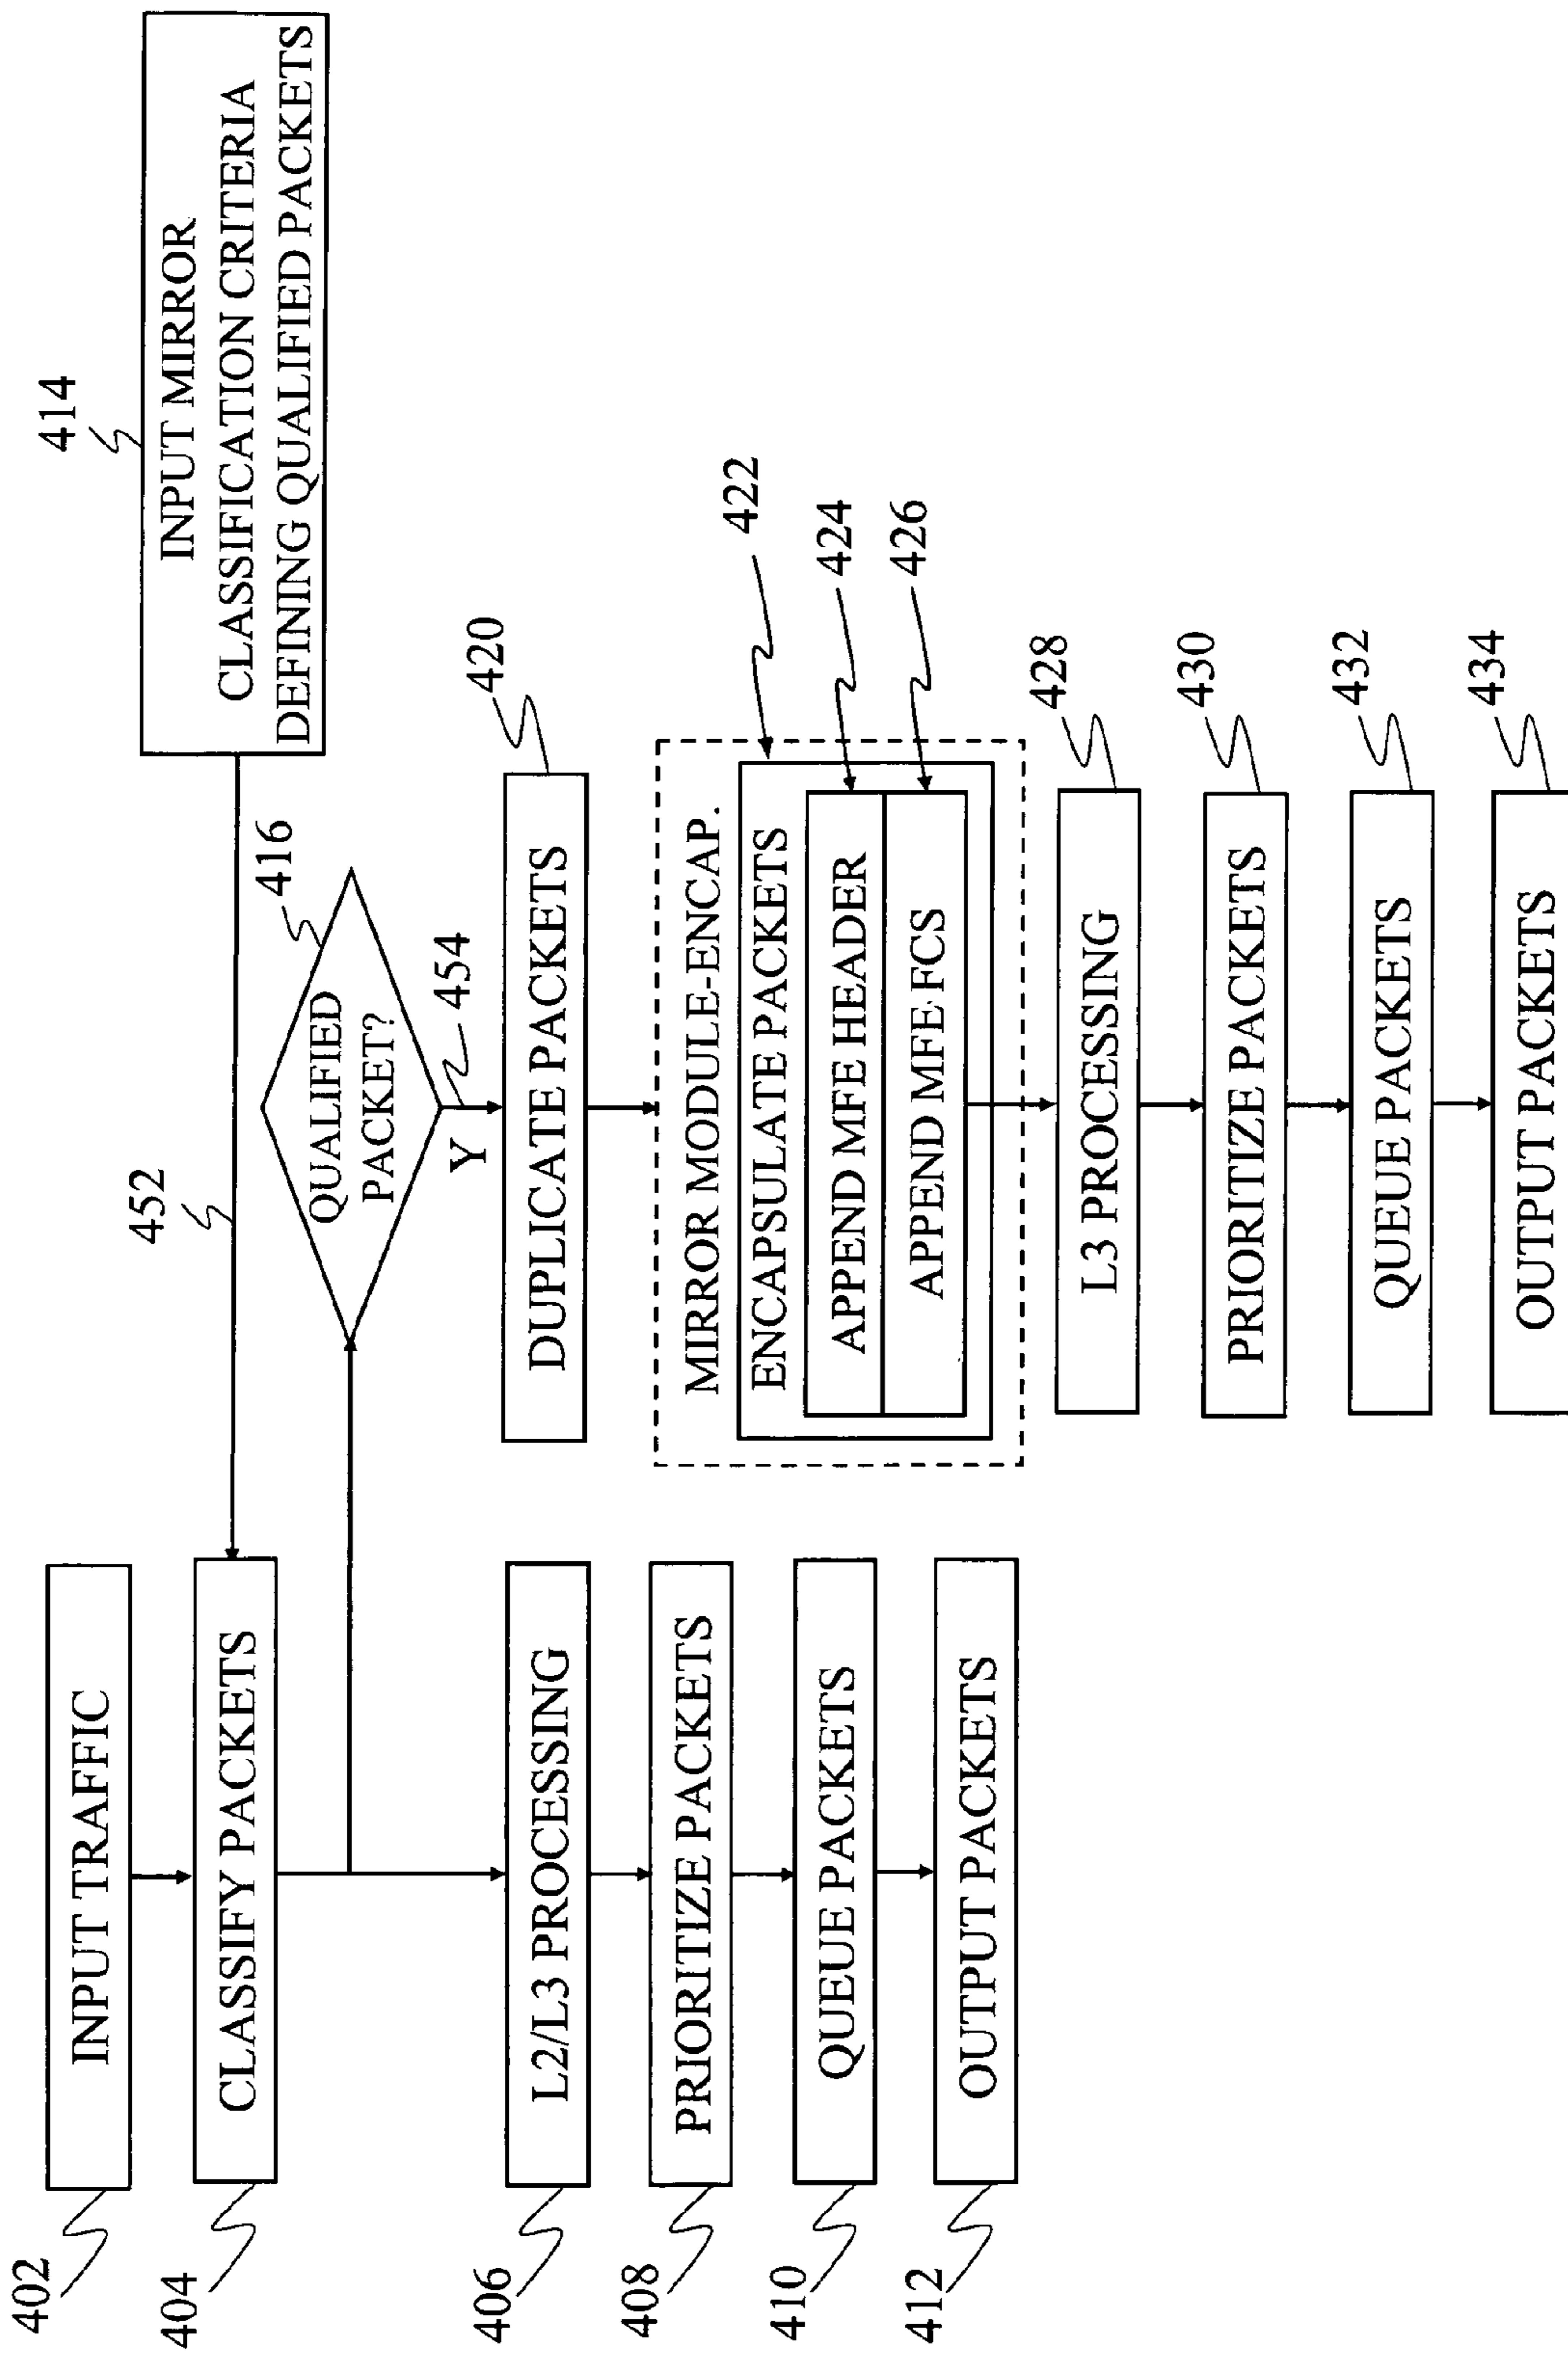 402
INPUT TRAFFIC
404
CLASSIFY PACKETS
406
L2/L3 PROCESSING
408
PRIORITIZE PACKETS
410
QUEUE PACKETS
412
OUTPUT PACKETS
414
INPUT MIRROR
CLASSIFICATION CRITERIA
DEFINING QUALIFIED PACKETS
452
416
QUALIFIED
PACKET?
Y
454
420
DUPLICATE PACKETS
MIRROR MODULE-ENCAP.
422
ENCAPSULATE PACKETS
424
APPEND MFE HEADER
426
APPEND MFE FCS
428
L3 PROCESSING
430
PRIORITIZE PACKETS
432
QUEUE PACKETS
434
OUTPUT PACKETS